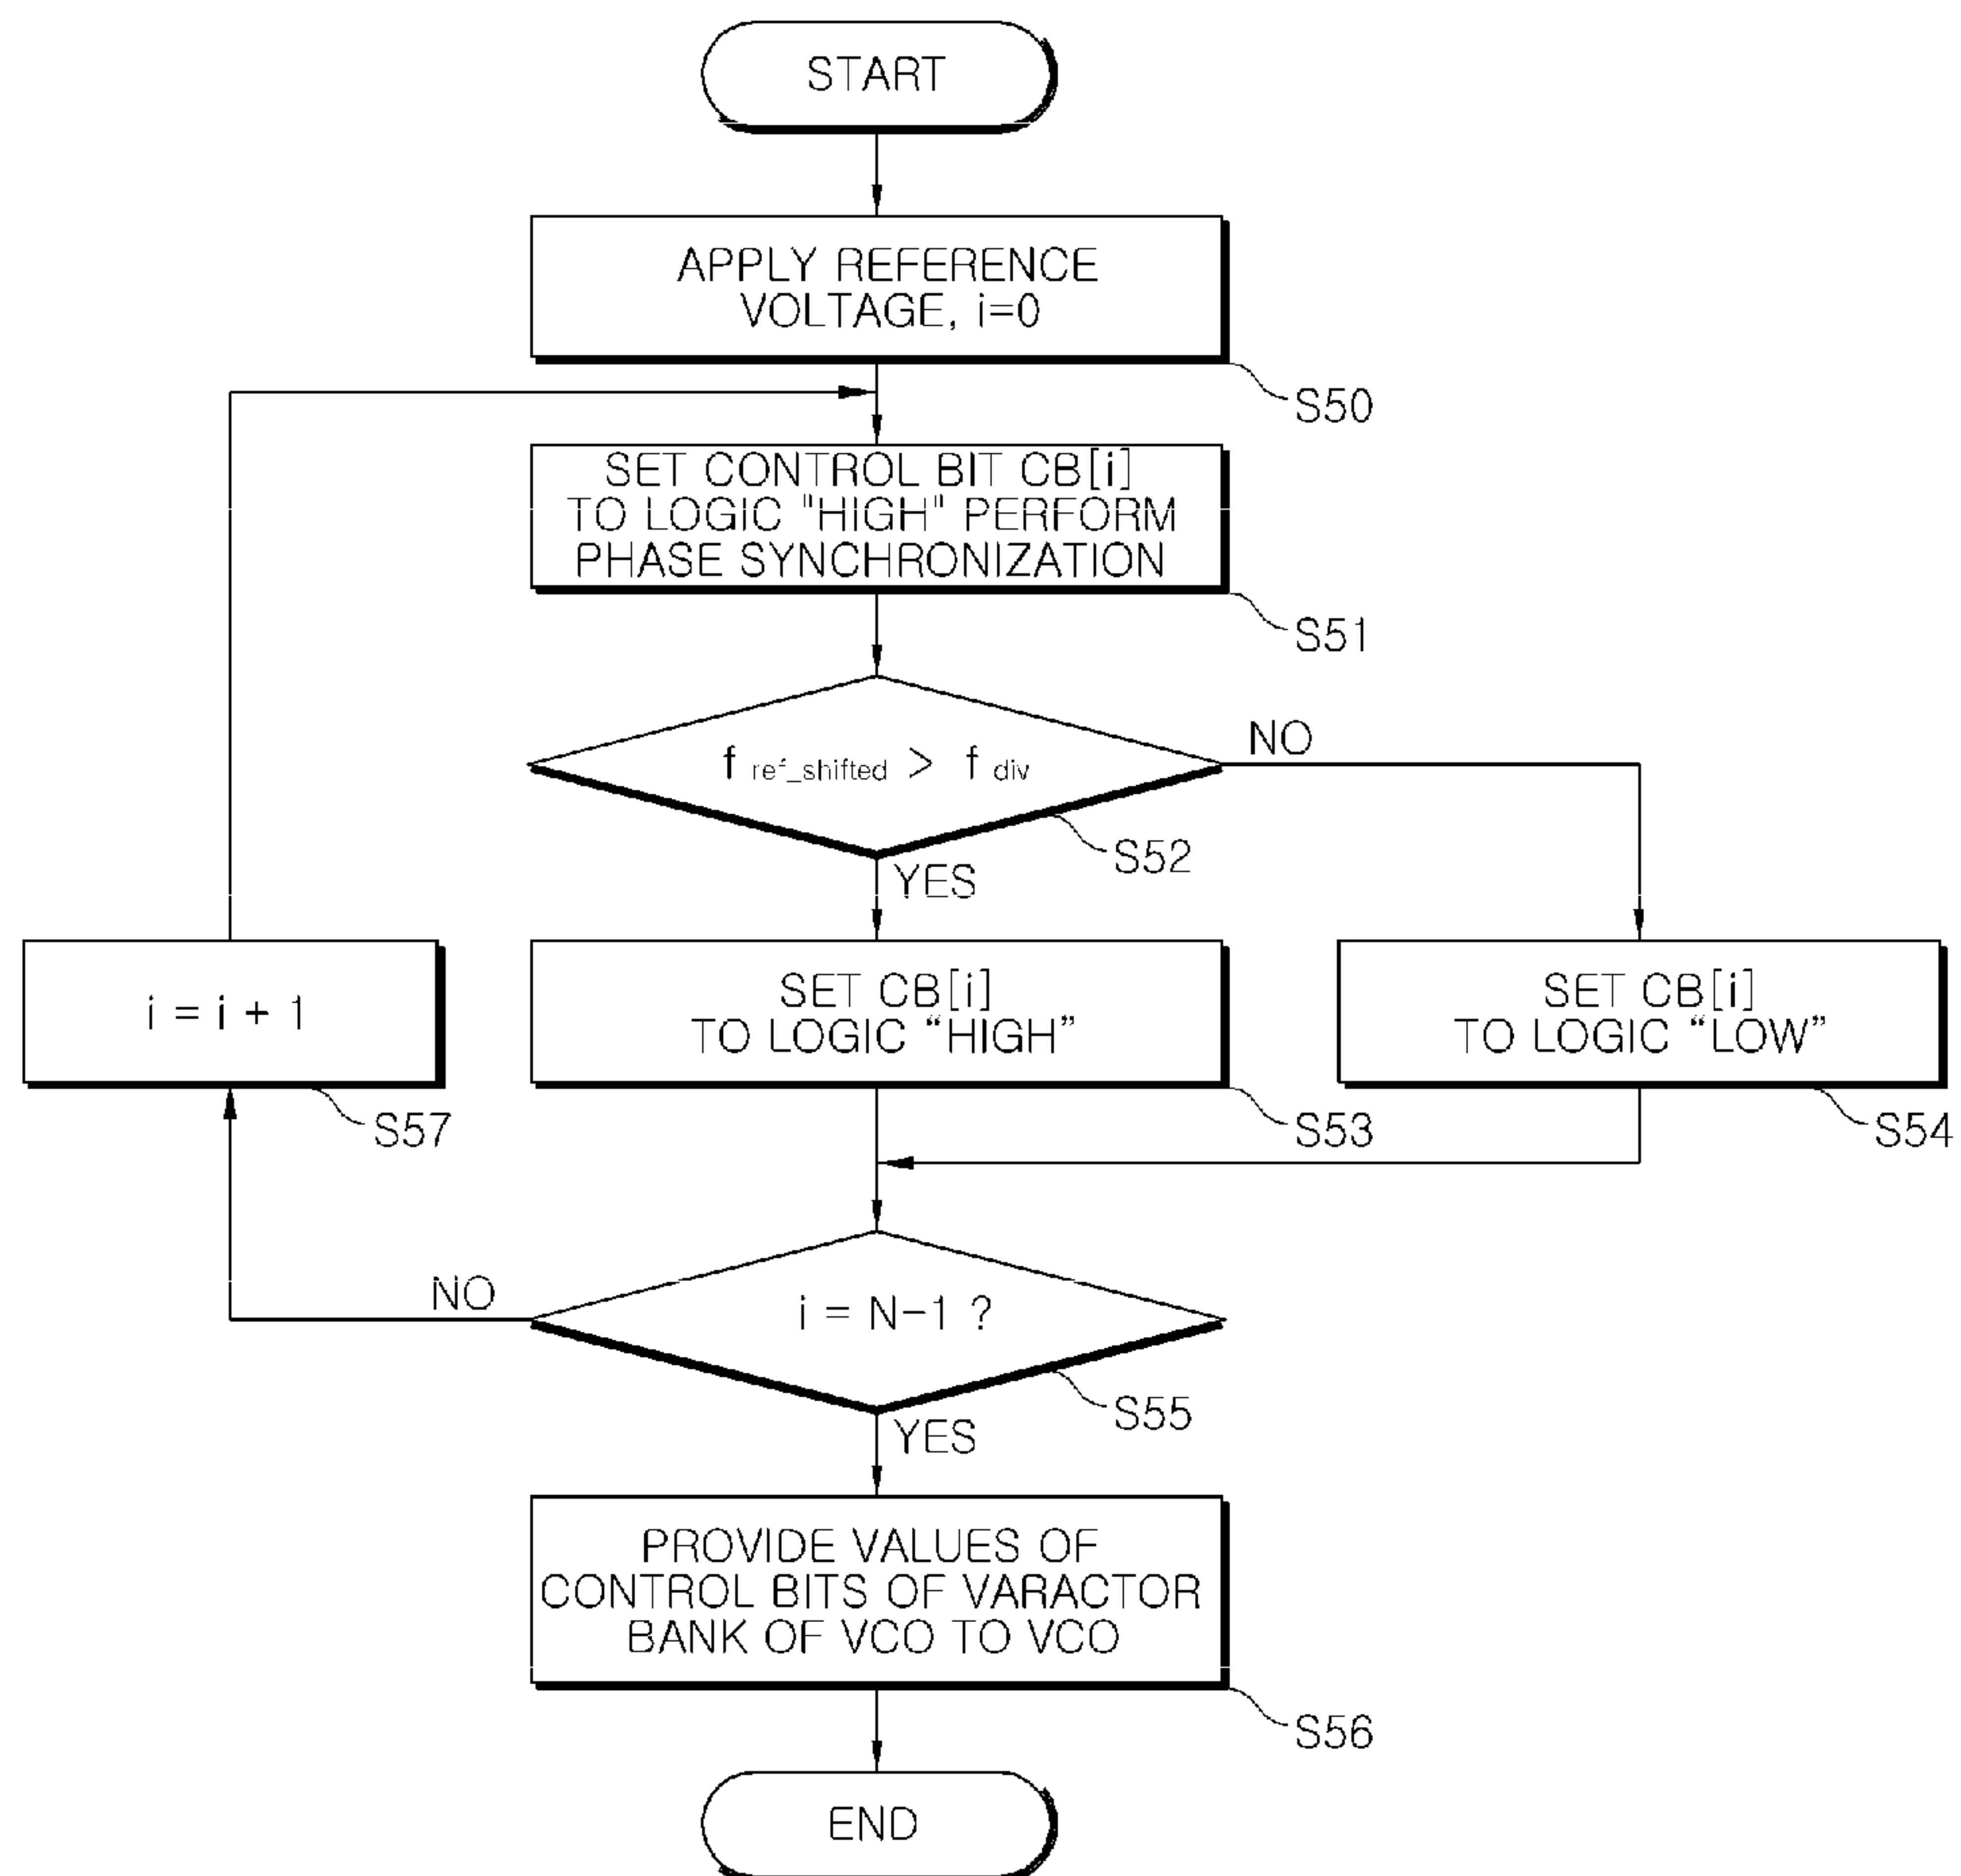 START
APPLY REFERENCE
VOLTAGE, i=0
S50
SET CONTROL BIT CB[i]
TO LOGIC "HIGH" PERFORM
PHASE SYNCHRONIZATION
S51
f ref_shifted > f div
NO
S52
YES
i = i + 1
S57
SET CB[i]
TO LOGIC “HIGH”
S53
SET CB[i]
TO LOGIC “LOW”
S54
NO
i = N-1 ?
S55
YES
PROVIDE VALUES OF
CONTROL BITS OF VARACTOR
BANK OF VCO TO VCO
S56
END